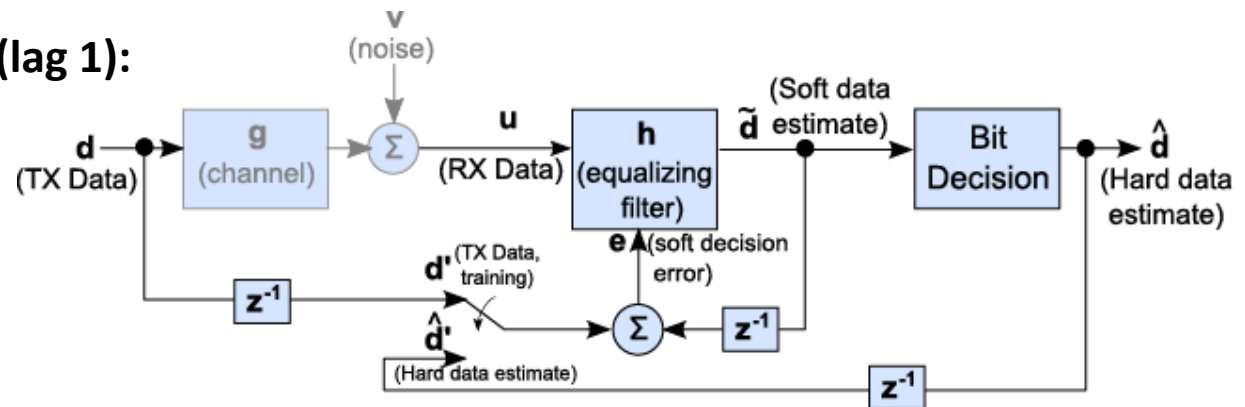 (lag 1):
v
(noise)
d
(TX Data)
g
(channel)
Σ
u
(RX Data)
h
(equalizing
filter)
d̃
(Soft data
estimate)
Bit
Decision
d̂
(Hard data
estimate)
e
(soft decision
error)
d'
(TX Data,
training)
z⁻¹
Σ
z⁻¹
d̂'
(Hard data estimate)
z⁻¹